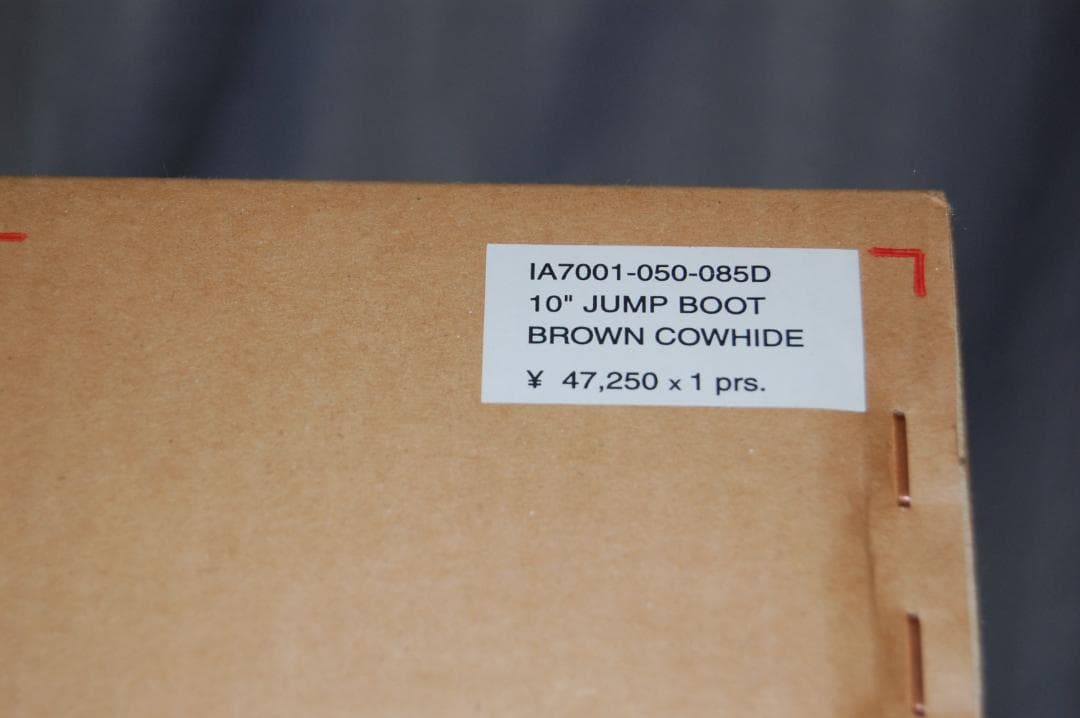 IA7001-050-085D
10" JUMP BOOT
BROWN COWHIDE
¥ 47,250 x 1 prs.